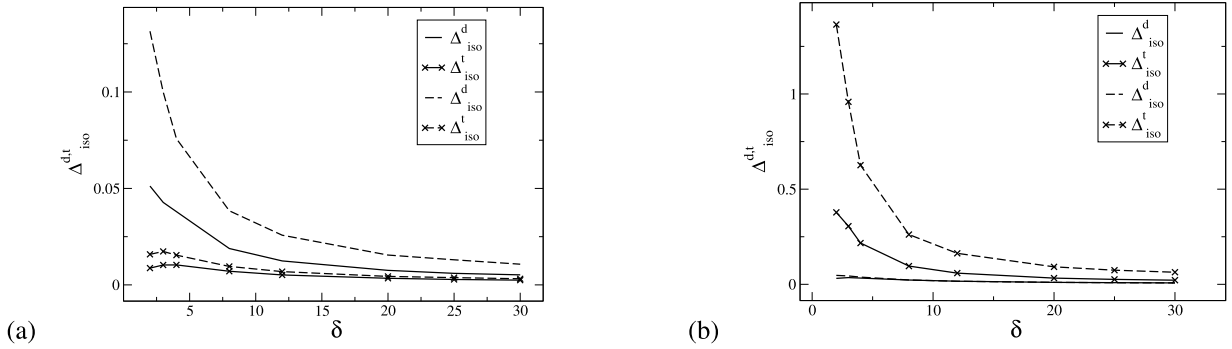 0.1
0.05
0
Δ^{d,t}_{iso}
Δ^d_{iso}
Δ^t_{iso}
Δ^d_{iso}
Δ^t_{iso}
5 10 15 20 25 30
(a) δ
1
0.5
0
Δ^{d,t}_{iso}
Δ^d_{iso}
Δ^t_{iso}
Δ^d_{iso}
Δ^t_{iso}
0 10 20 30
(b) δ